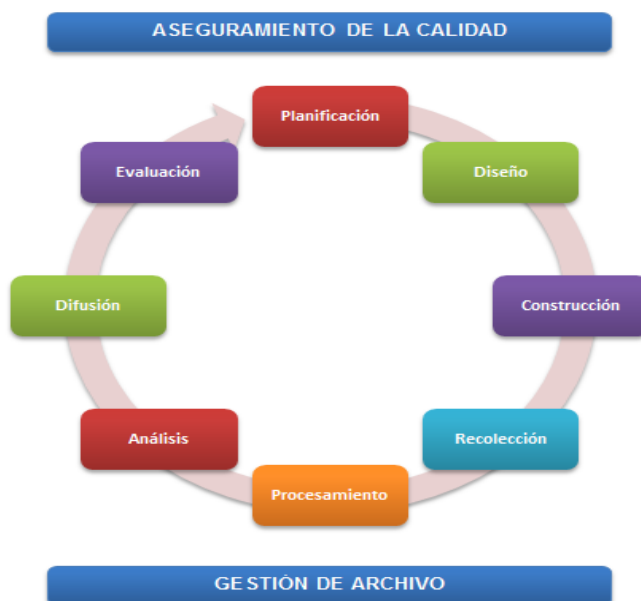 ASEGURAMIENTO DE LA CALIDAD
Planificación
Evaluación
Diseño
Difusión
Construcción
Análisis
Recolección
Procesamiento
GESTIÓN DE ARCHIVO